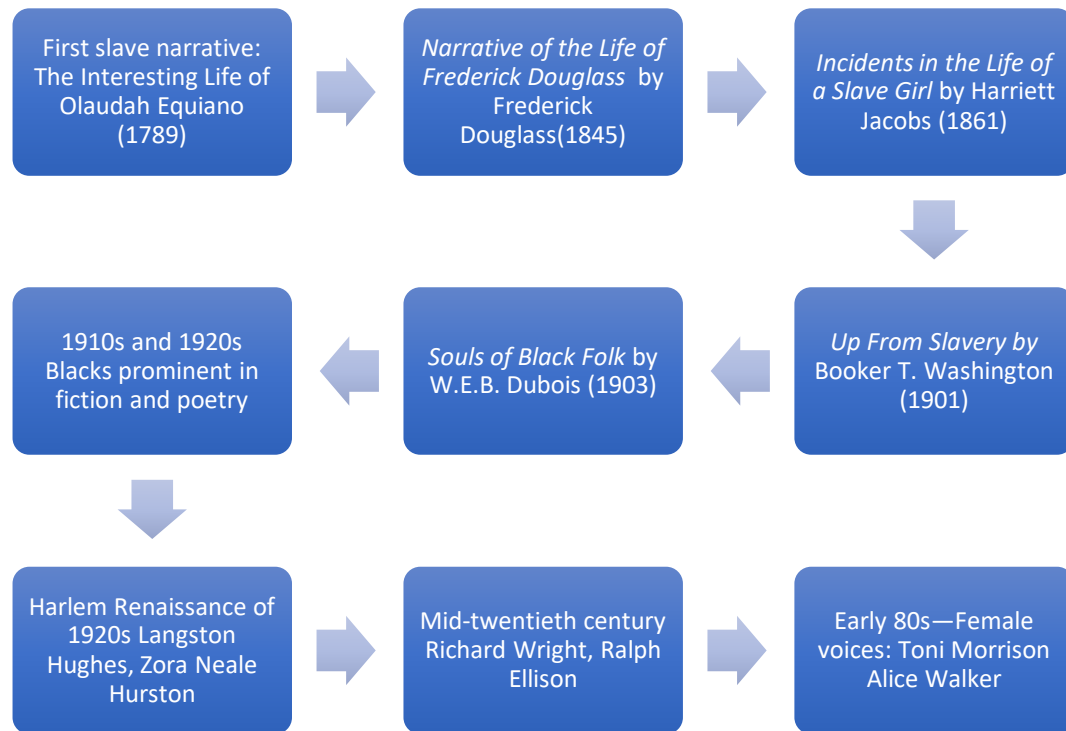 First slave narrative:
The Interesting Life of
Olaudah Equiano
(1789)
Narrative of the Life of
Frederick Douglass by
Frederick
Douglass(1845)
Incidents in the Life of
a Slave Girl by Harriett
Jacobs (1861)
Up From Slavery by
Booker T. Washington
(1901)
Souls of Black Folk by
W.E.B. Dubois (1903)
1910s and 1920s
Blacks prominent in
fiction and poetry
Harlem Renaissance of
1920s Langston
Hughes, Zora Neale
Hurston
Mid-twentieth century
Richard Wright, Ralph
Ellison
Early 80s—Female
voices: Toni Morrison
Alice Walker